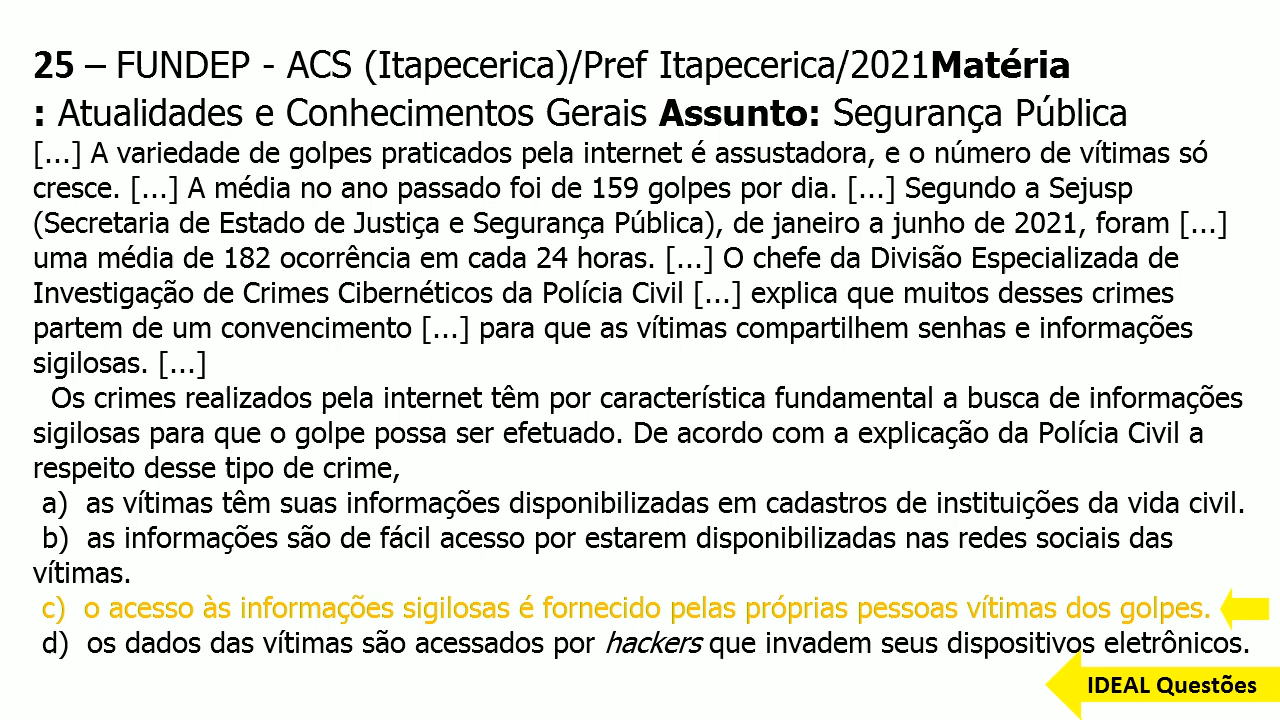 25 – FUNDEP - ACS (Itapecerica)/Pref Itapecerica/2021Matéria
: Atualidades e Conhecimentos Gerais Assunto: Segurança Pública
[...] A variedade de golpes praticados pela internet é assustadora, e o número de vítimas só
cresce. [...] A média no ano passado foi de 159 golpes por dia. [...] Segundo a Sejusp
(Secretaria de Estado de Justiça e Segurança Pública), de janeiro a junho de 2021, foram [...]
uma média de 182 ocorrência em cada 24 horas. [...] O chefe da Divisão Especializada de
Investigação de Crimes Cibernéticos da Polícia Civil [...] explica que muitos desses crimes
partem de um convencimento [...] para que as vítimas compartilhem senhas e informações
sigilosas. [...]
Os crimes realizados pela internet têm por característica fundamental a busca de informações
sigilosas para que o golpe possa ser efetuado. De acordo com a explicação da Polícia Civil a
respeito desse tipo de crime,
a) as vítimas têm suas informações disponibilizadas em cadastros de instituições da vida civil.
b) as informações são de fácil acesso por estarem disponibilizadas nas redes sociais das
vítimas.
c) o acesso às informações sigilosas é fornecido pelas próprias pessoas vítimas dos golpes.
d) os dados das vítimas são acessados por hackers que invadem seus dispositivos eletrônicos.
IDEAL Questões